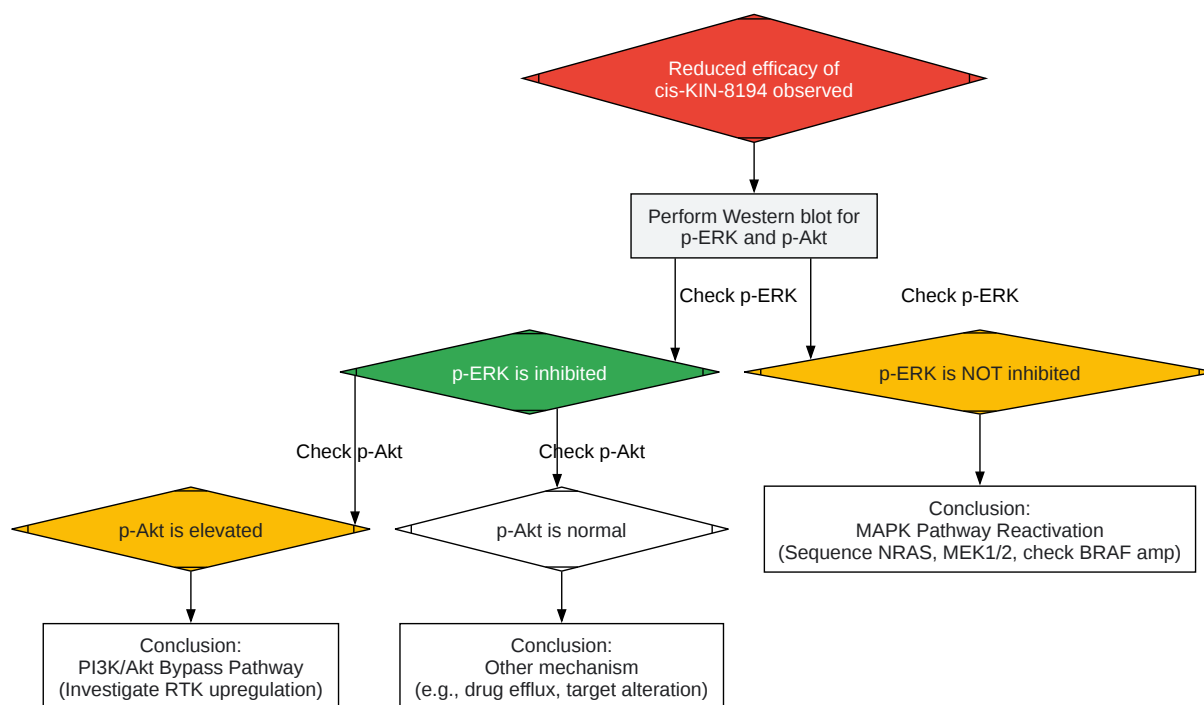 Reduced efficacy of
cis-KIN-8194 observed
Perform Western blot for
p-ERK and p-Akt
Check p-ERK
Check p-ERK
p-ERK is inhibited
p-ERK is NOT inhibited
Check p-Akt
Check p-Akt
p-Akt is elevated
p-Akt is normal
Conclusion:
MAPK Pathway Reactivation
(Sequence NRAS, MEK1/2, check BRAF amp)
Conclusion:
PI3K/Akt Bypass Pathway
(Investigate RTK upregulation)
Conclusion:
Other mechanism
(e.g., drug efflux, target alteration)